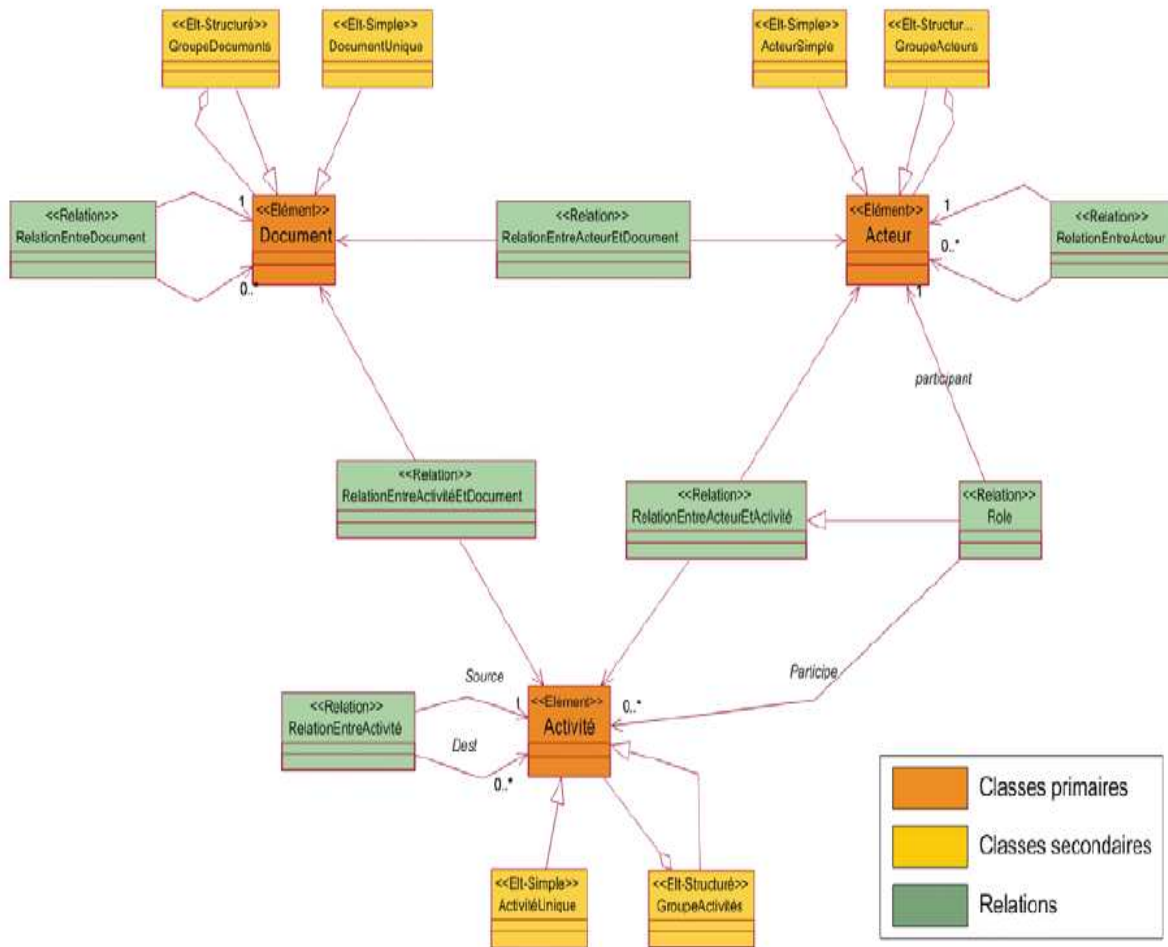 <<Elt-Structuré>>
GroupeDocuments
<<Elt-Simple>>
DocumentUnique
<<Elt-Simple>>
ActeurSimple
<<Elt-Structur...
GroupeActeurs
<<Relation>>
RelationEntreDocument
1
0..*
<<Elément>>
Document
<<Relation>>
RelationEntreActeurEtDocument
<<Elément>>
Acteur
1
0..*
1
<<Relation>>
RelationEntreActeur
participant
<<Relation>>
RelationEntreActivitéEtDocument
<<Relation>>
RelationEntreActeurEtActivité
<<Relation>>
Role
Source
1
Participe
0..*
<<Relation>>
RelationEntreActivité
Dest
0..*
<<Elément>>
Activité
<<Elt-Simple>>
ActivitéUnique
<<Elt-Structuré>>
GroupeActivités
Classes primaires
Classes secondaires
Relations